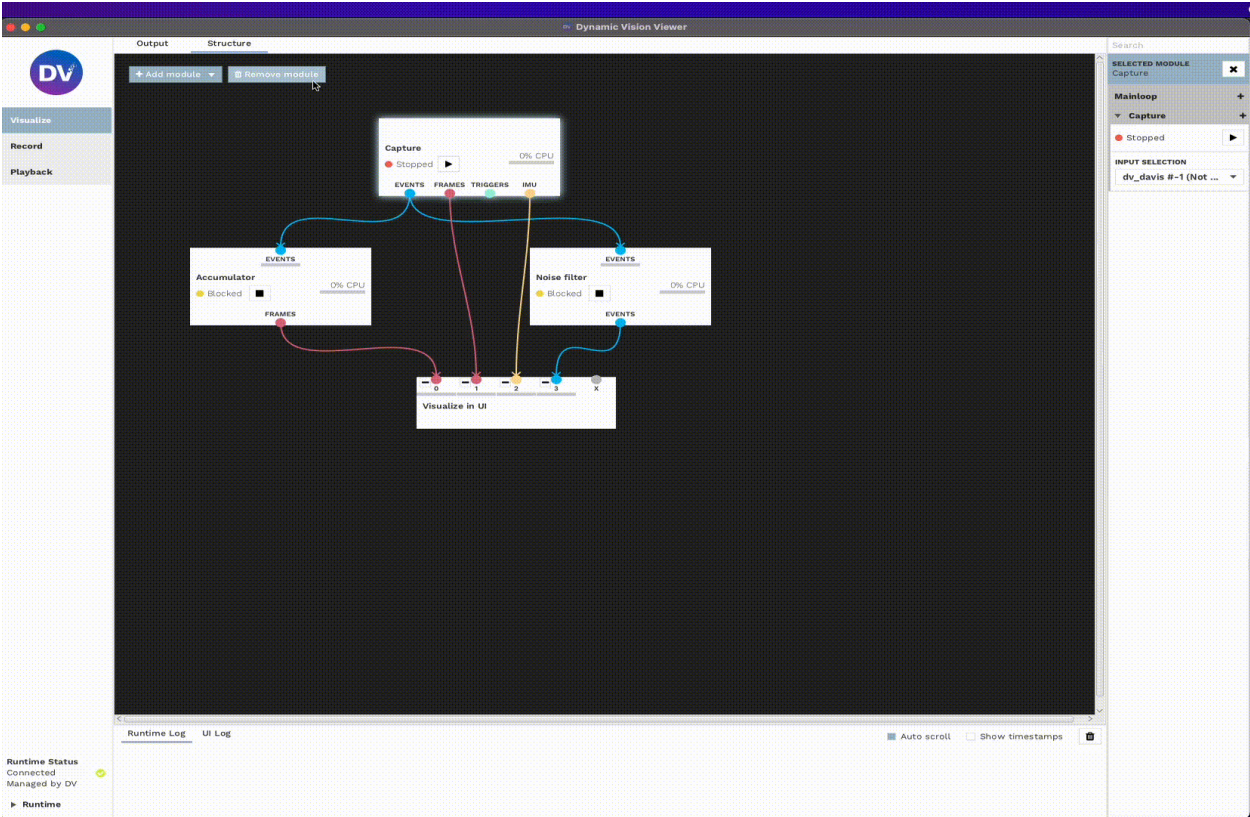 Dynamic Vision Viewer
DV
Visualize
Record
Playback
Runtime Status
Connected
Managed by DV
Runtime
Output Structure
+ Add module Remove module
Capture
Stopped
0% CPU
EVENTS FRAMES TRIGGERS IMU
EVENTS
Accumulator
Blocked
0% CPU
FRAMES
EVENTS
Noise filter
Blocked
0% CPU
EVENTS
0 1 2 3 X
Visualize in UI
Runtime Log UI Log
Auto scroll Show timestamps
Search
SELECTED MODULE
Capture
Mainloop +
Capture +
Stopped
INPUT SELECTION
dv_davis #-1 (Not ...